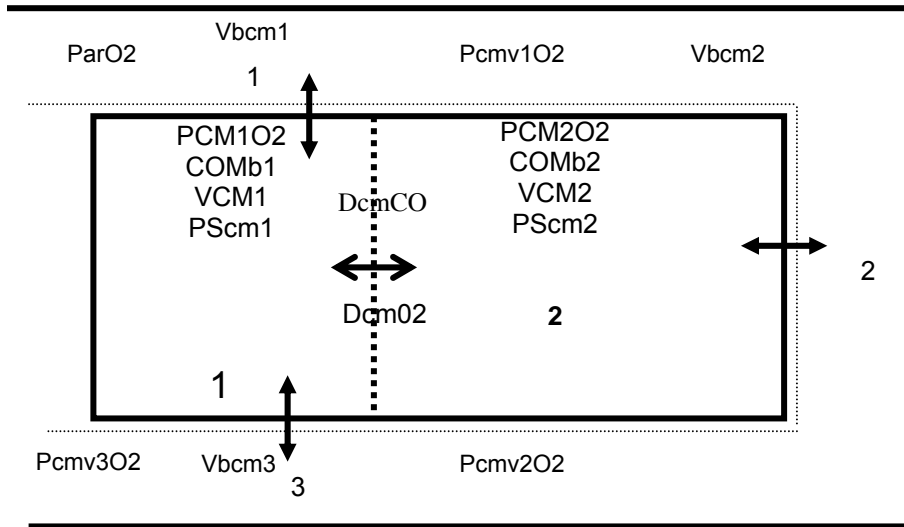 Vbcm1
ParO2 Pcmv1O2 Vbcm2
1
PCM1O2 PCM2O2
COMb1 COMb2
VCM1 VCM2
DcmCO
PScm1 PScm2
2
Dcm02 2
1
Pcmv3O2 Vbcm3 Pcmv2O2
3